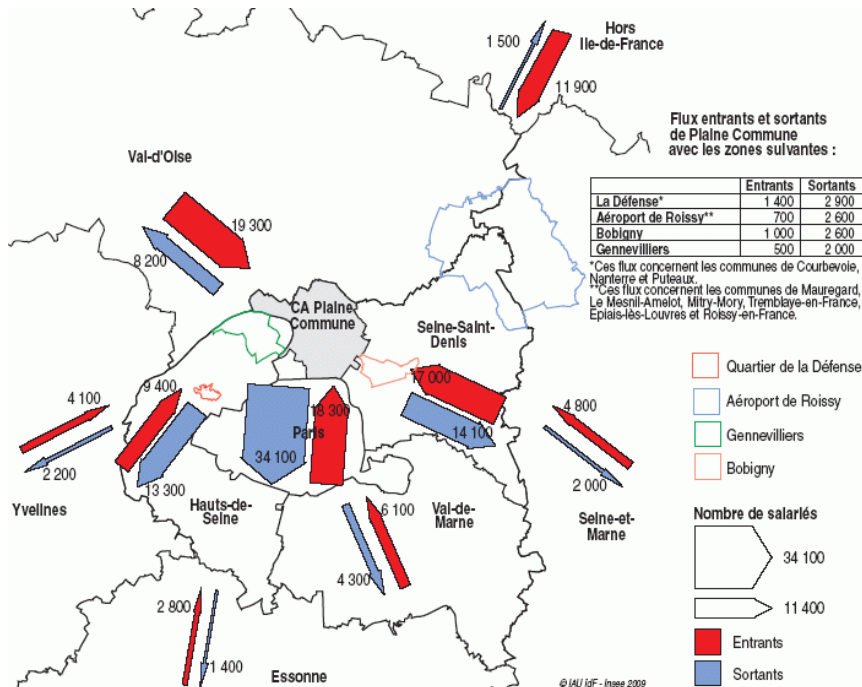 Hors
Ile-de-France
1 500
11 900
Flux entrants et sortants
de Plaine Commune
avec les zones suivantes :
Entrants Sortants
La Défense* 1 400 2 900
Aéroport de Roissy** 700 2 600
Bobigny 1 000 2 600
Gennevilliers 500 2 000
*Ces flux concernent les communes de Courbevoie,
Nanterre et Puteaux.
**Ces flux concernent les communes de Mauregard,
Le Mesnil-Amelot, Mitry-Mory, Tremblaye-en-France,
Epiais-lès-Louvres et Roissy-en-France.
Val-d'Oise
19 300
8 200
CA Plaine
Commune
Seine-Saint-
Denis
17 000
14 100
4 100
2 200
Yvelines
9 400
13 300
Hauts-de-
Seine
34 100
18 300
Paris
6 100
4 300
Val-de-
Marne
4 800
2 000
Seine-et-
Marne
2 800
1 400
Essonne
Quartier de la Défense
Aéroport de Roissy
Gennevilliers
Bobigny
Nombre de salariés
34 100
11 400
Entrants
Sortants
© IAU îdF - Insee 2009